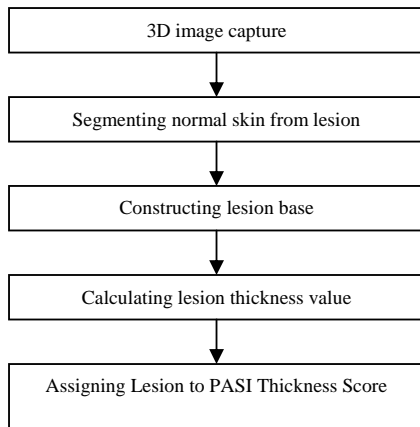 3D image capture
Segmenting normal skin from lesion
Constructing lesion base
Calculating lesion thickness value
Assigning Lesion to PASI Thickness Score